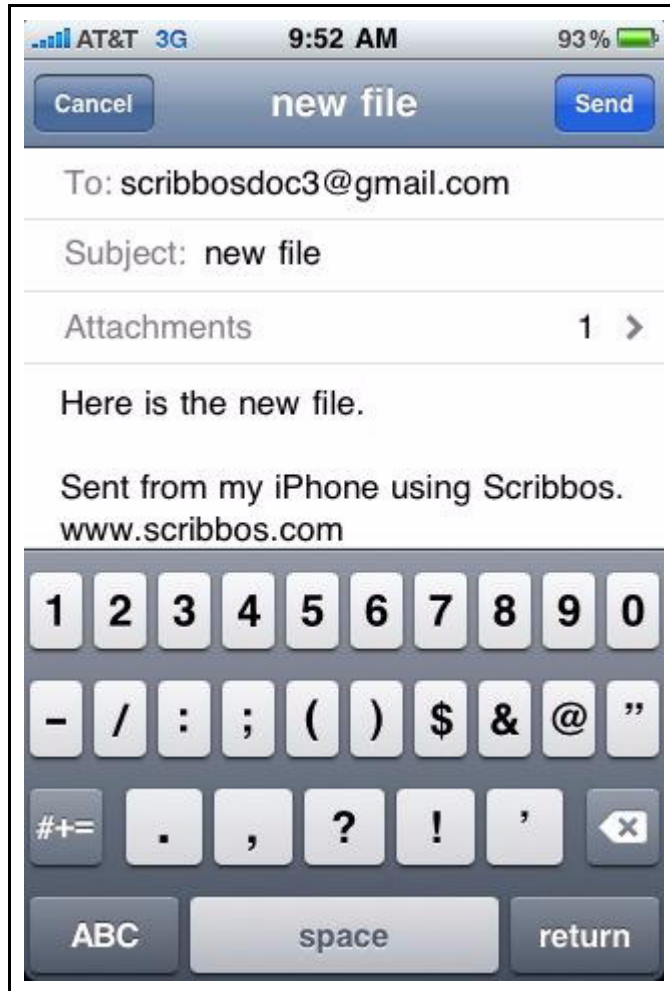 AT&T 3G 9:52 AM 93%
Cancel new file Send
To: scribbosdoc3@gmail.com
Subject: new file
Attachments 1 >
Here is the new file.
Sent from my iPhone using Scribbos.
www.scribbos.com
1 2 3 4 5 6 7 8 9 0
- / : ; ( ) $ & @ ”
#+= . , ? ! ’
ABC space return